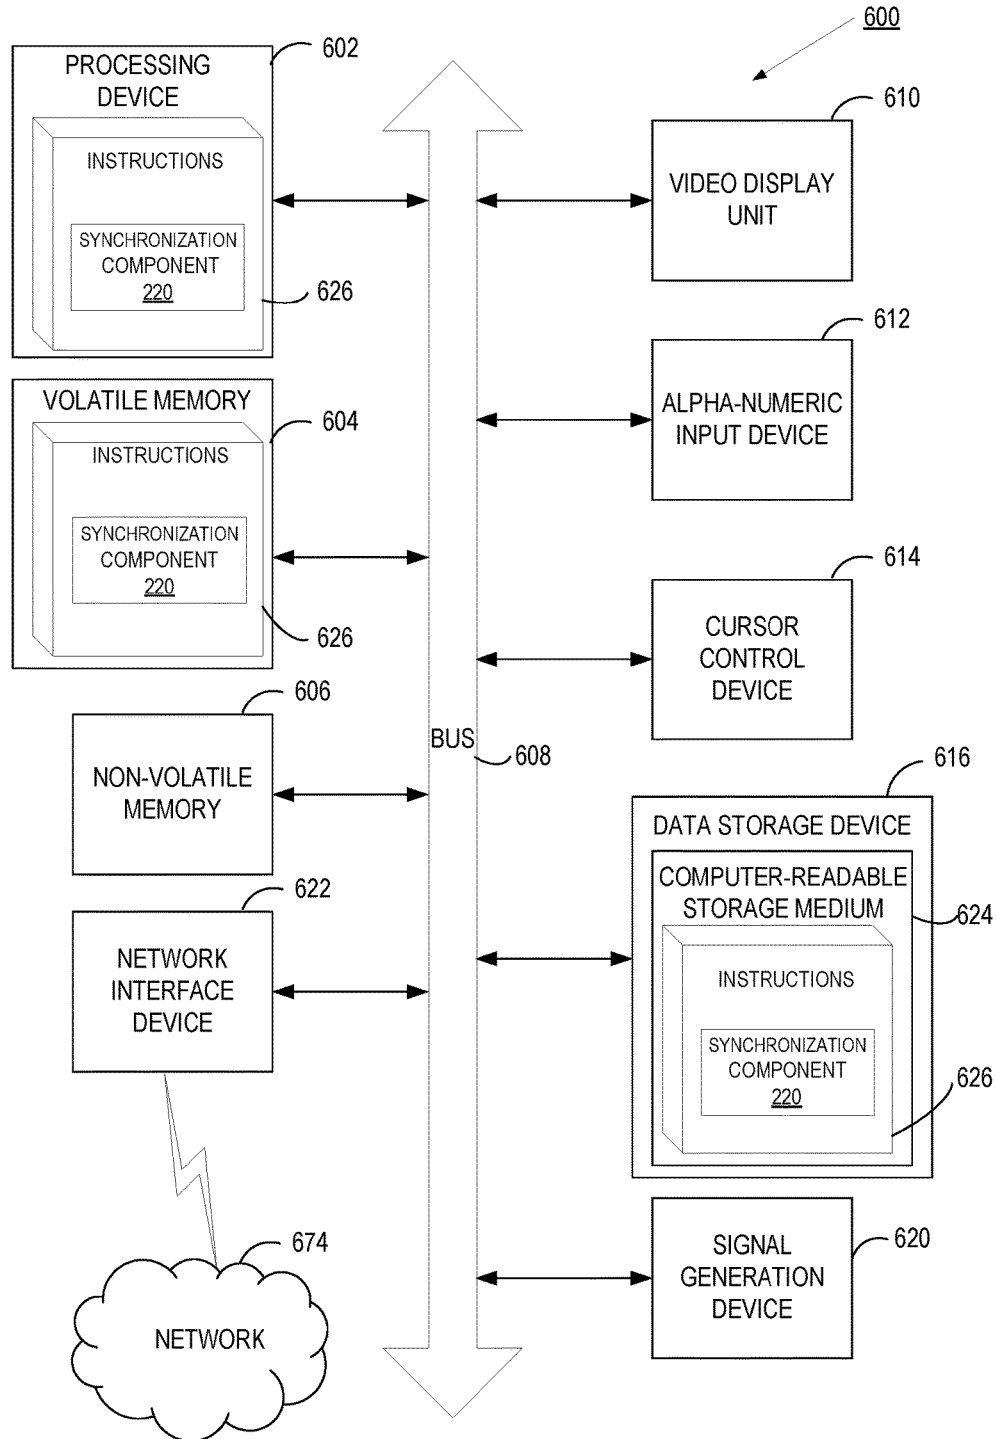 600
602
PROCESSING
DEVICE
INSTRUCTIONS
SYNCHRONIZATION
COMPONENT
220
626
VOLATILE MEMORY
604
INSTRUCTIONS
SYNCHRONIZATION
COMPONENT
220
626
606
NON-VOLATILE
MEMORY
622
NETWORK
INTERFACE
DEVICE
674
NETWORK
BUS
608
610
VIDEO DISPLAY
UNIT
612
ALPHA-NUMERIC
INPUT DEVICE
614
CURSOR
CONTROL
DEVICE
616
DATA STORAGE DEVICE
COMPUTER-READABLE
STORAGE MEDIUM
624
INSTRUCTIONS
SYNCHRONIZATION
COMPONENT
220
626
620
SIGNAL
GENERATION
DEVICE